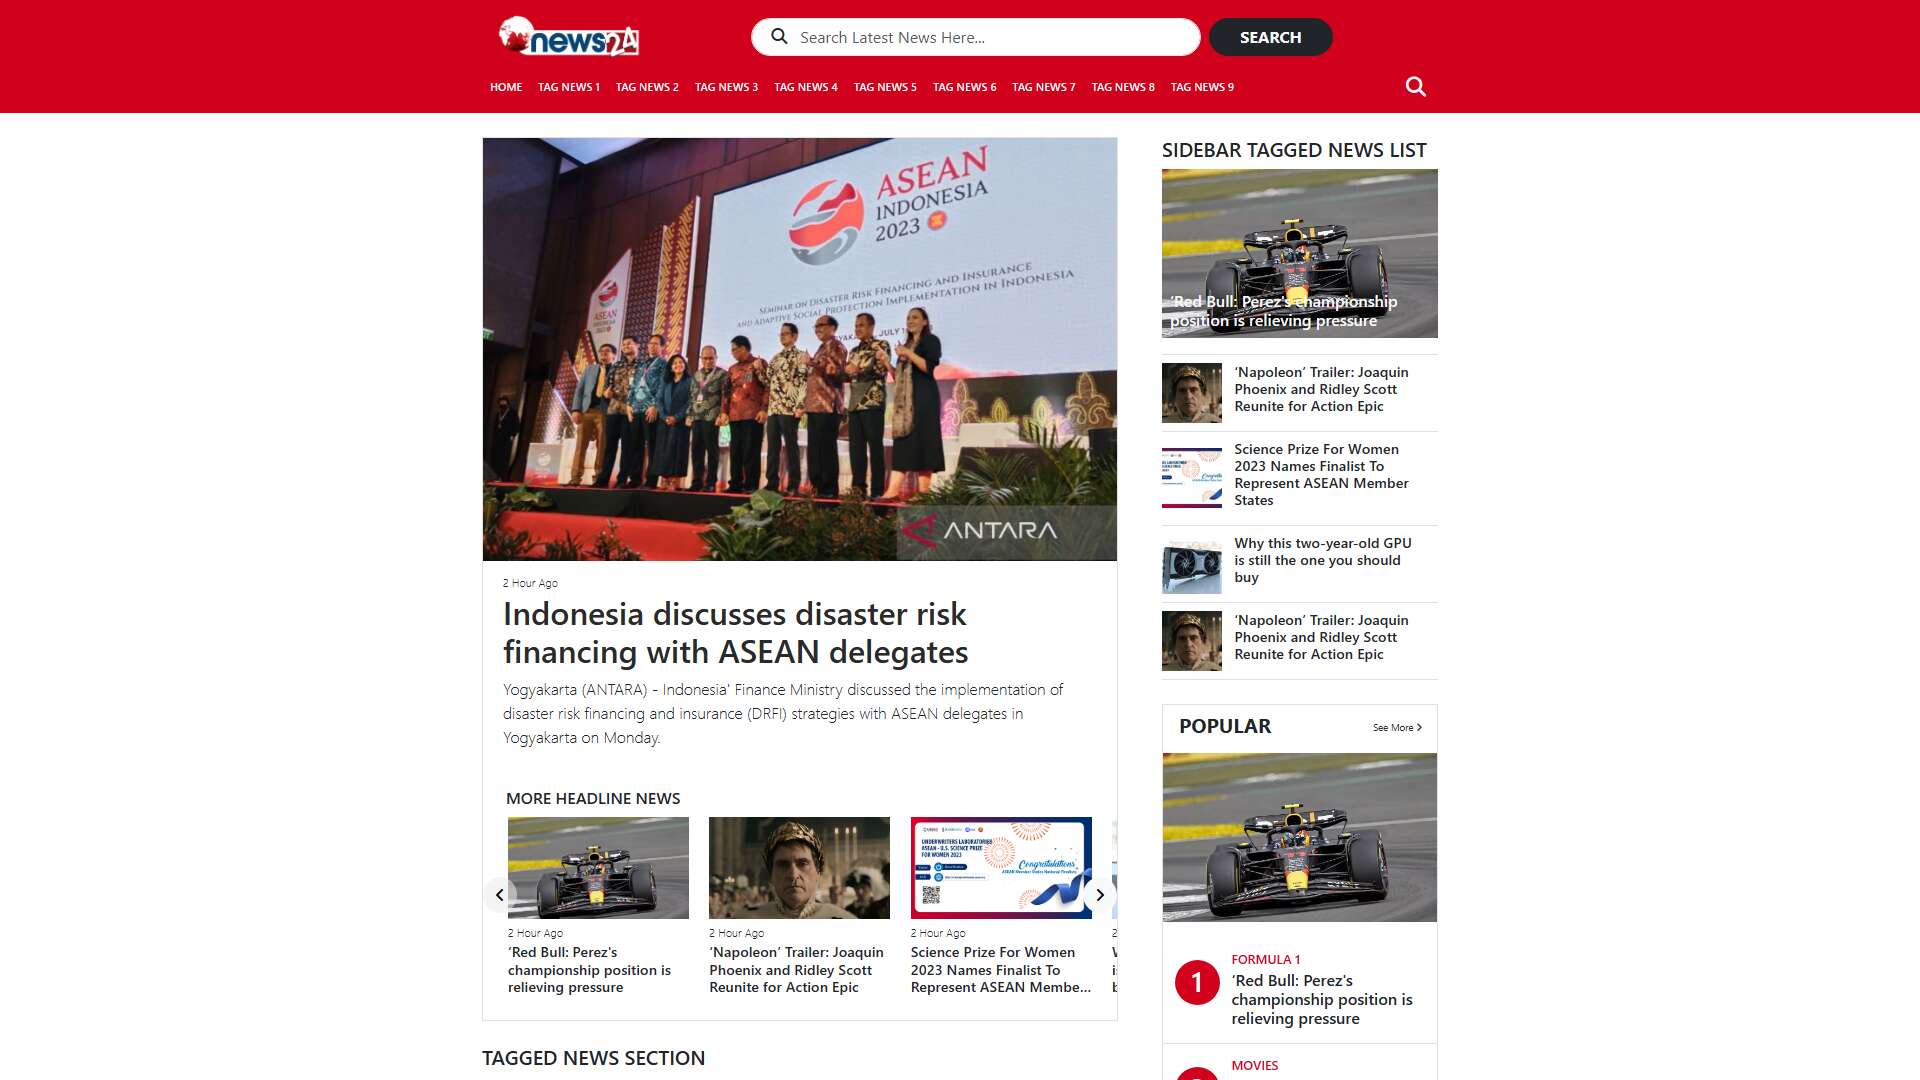 news24
Search Latest News Here...
SEARCH
HOME
TAG NEWS 1
TAG NEWS 2
TAG NEWS 3
TAG NEWS 4
TAG NEWS 5
TAG NEWS 6
TAG NEWS 7
TAG NEWS 8
TAG NEWS 9
ASEAN
INDONESIA
2023
SEMINAR ON DISASTER RISK FINANCING AND INSURANCE
AND ADAPTIVE SOCIAL PROTECTION IMPLEMENTATION IN INDONESIA
ASEAN
ANTARA
2 Hour Ago
Indonesia discusses disaster risk
financing with ASEAN delegates
Yogyakarta (ANTARA) - Indonesia' Finance Ministry discussed the implementation of
disaster risk financing and insurance (DRFI) strategies with ASEAN delegates in
Yogyakarta on Monday.
MORE HEADLINE NEWS
UNDERWRITERS LABORATORIES
ASEAN - U.S. SCIENCE PRIZE
FOR WOMEN 2023
Congratulations
2 Hour Ago
‘Red Bull: Perez's
championship position is
relieving pressure
2 Hour Ago
‘Napoleon’ Trailer: Joaquin
Phoenix and Ridley Scott
Reunite for Action Epic
2 Hour Ago
Science Prize For Women
2023 Names Finalist To
Represent ASEAN Membe...
TAGGED NEWS SECTION
SIDEBAR TAGGED NEWS LIST
‘Red Bull: Perez's championship
position is relieving pressure
‘Napoleon’ Trailer: Joaquin
Phoenix and Ridley Scott
Reunite for Action Epic
Science Prize For Women
2023 Names Finalist To
Represent ASEAN Member
States
Why this two-year-old GPU
is still the one you should
buy
‘Napoleon’ Trailer: Joaquin
Phoenix and Ridley Scott
Reunite for Action Epic
POPULAR
See More
1
FORMULA 1
‘Red Bull: Perez's
championship position is
relieving pressure
MOVIES